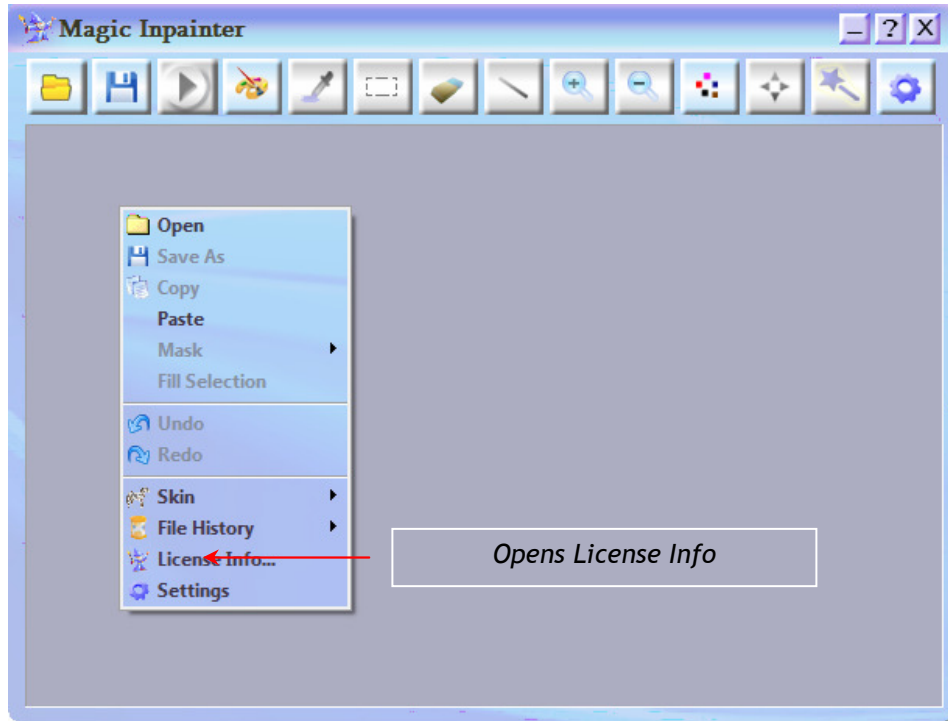 Magic Inpainter
Open
Save As
Copy
Paste
Mask
Fill Selection
Undo
Redo
Skin
File History
License Info...
Opens License Info
Settings